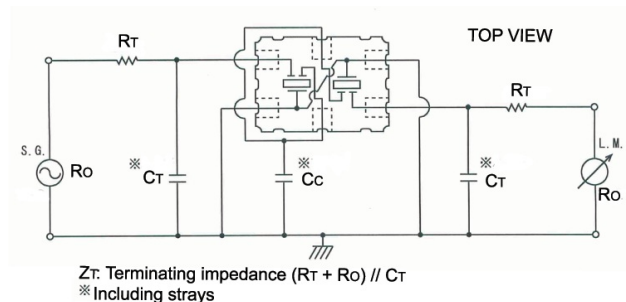 TOP VIEW
RT
RT
S. G.
RO
※
CT
※
CC
※
CT
L. M.
RO
ZT: Terminating impedance (RT + RO) // CT
※ Including strays